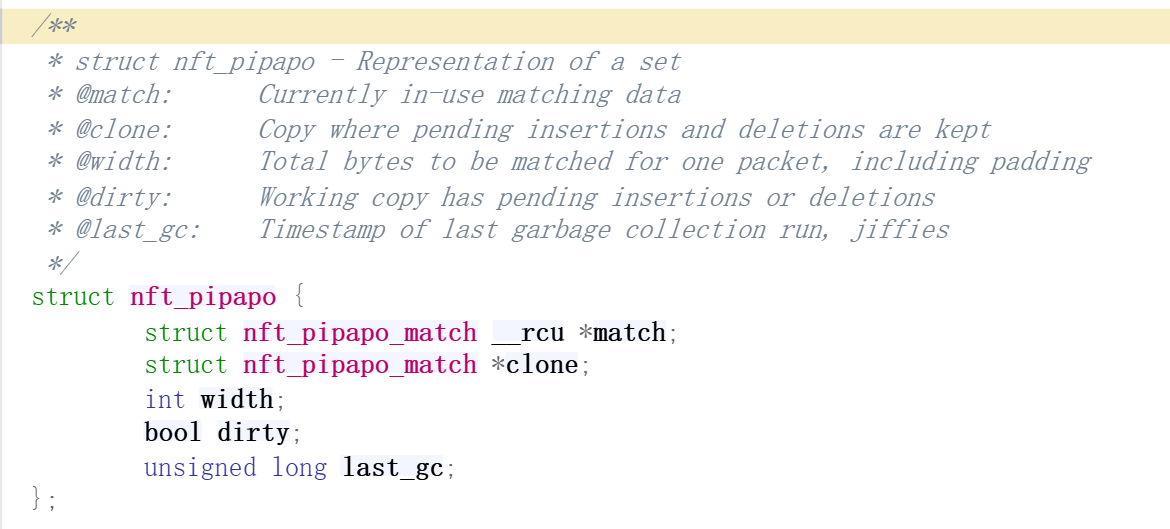 /**
 * struct nft_pipapo - Representation of a set
 * @match:	Currently in-use matching data
 * @clone:	Copy where pending insertions and deletions are kept
 * @width:	Total bytes to be matched for one packet, including padding
 * @dirty:	Working copy has pending insertions or deletions
 * @last_gc:	Timestamp of last garbage collection run, jiffies
 */
struct nft_pipapo {
	struct nft_pipapo_match __rcu *match;
	struct nft_pipapo_match *clone;
	int width;
	bool dirty;
	unsigned long last_gc;
};